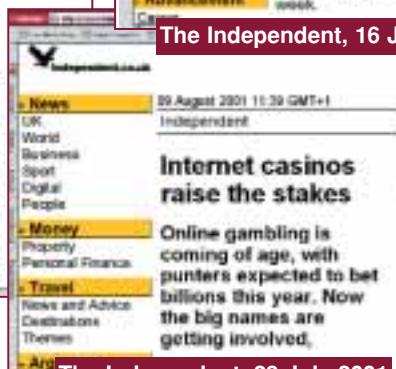 Advancement
week.
Career
The Independent, 16 J
Independent.co.uk
News
09 August 2001 11:39 GMT+1
UK
Independent
World
Business
Sport
Digital
People
Internet casinos
raise the stakes
Money
Property
Personal Finance
Online gambling is
coming of age, with
punters expected to bet
billions this year. Now
the big names are
getting involved,
Travel
News and Advice
Destinations
Themes